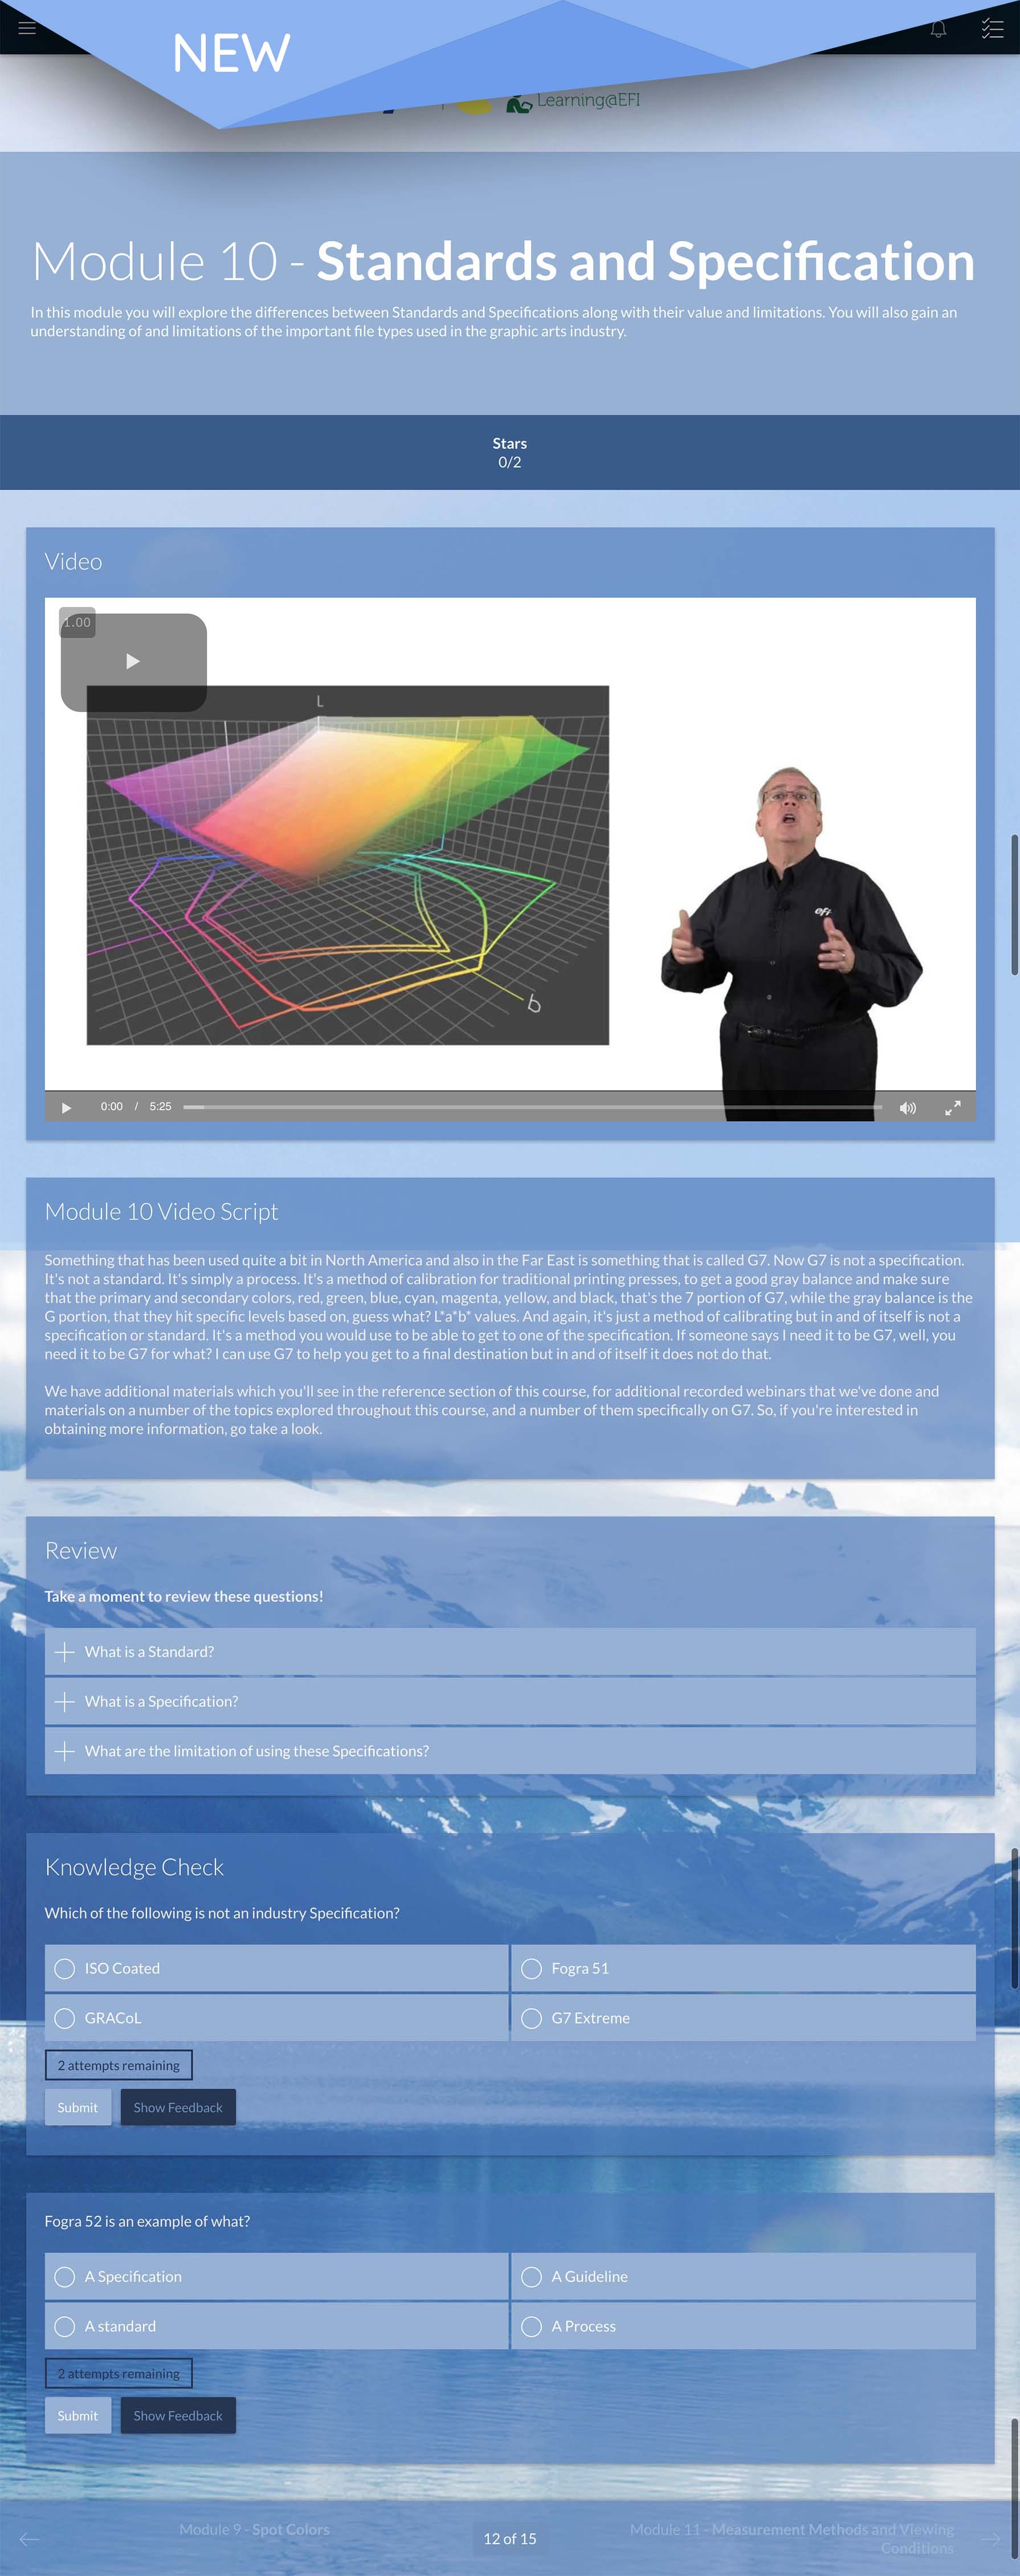 NEW
Learning@EFI
Module 10 - Standards and Specification
In this module you will explore the differences between Standards and Specifications along with their value and limitations. You will also gain an
understanding of and limitations of the important file types used in the graphic arts industry.
Stars
0/2
Video
1.00
L
b
efi
0:00 / 5:25
Module 10 Video Script
Something that has been used quite a bit in North America and also in the Far East is something that is called G7. Now G7 is not a specification.
It's not a standard. It's simply a process. It's a method of calibration for traditional printing presses, to get a good gray balance and make sure
that the primary and secondary colors, red, green, blue, cyan, magenta, yellow, and black, that's the 7 portion of G7, while the gray balance is the
G portion, that they hit specific levels based on, guess what? L*a*b* values. And again, it's just a method of calibrating but in and of itself is not a
specification or standard. It's a method you would use to be able to get to one of the specification. If someone says I need it to be G7, well, you
need it to be G7 for what? I can use G7 to help you get to a final destination but in and of itself it does not do that.
We have additional materials which you'll see in the reference section of this course, for additional recorded webinars that we've done and
materials on a number of the topics explored throughout this course, and a number of them specifically on G7. So, if you're interested in
obtaining more information, go take a look.
Review
Take a moment to review these questions!
What is a Standard?
What is a Specification?
What are the limitation of using these Specifications?
Knowledge Check
Which of the following is not an industry Specification?
ISO Coated
Fogra 51
GRACoL
G7 Extreme
2 attempts remaining
Submit
Show Feedback
Fogra 52 is an example of what?
A Specification
A Guideline
A standard
A Process
2 attempts remaining
Submit
Show Feedback
Module 9 - Spot Colors
12 of 15
Module 11 - Measurement Methods and Viewing
Conditions